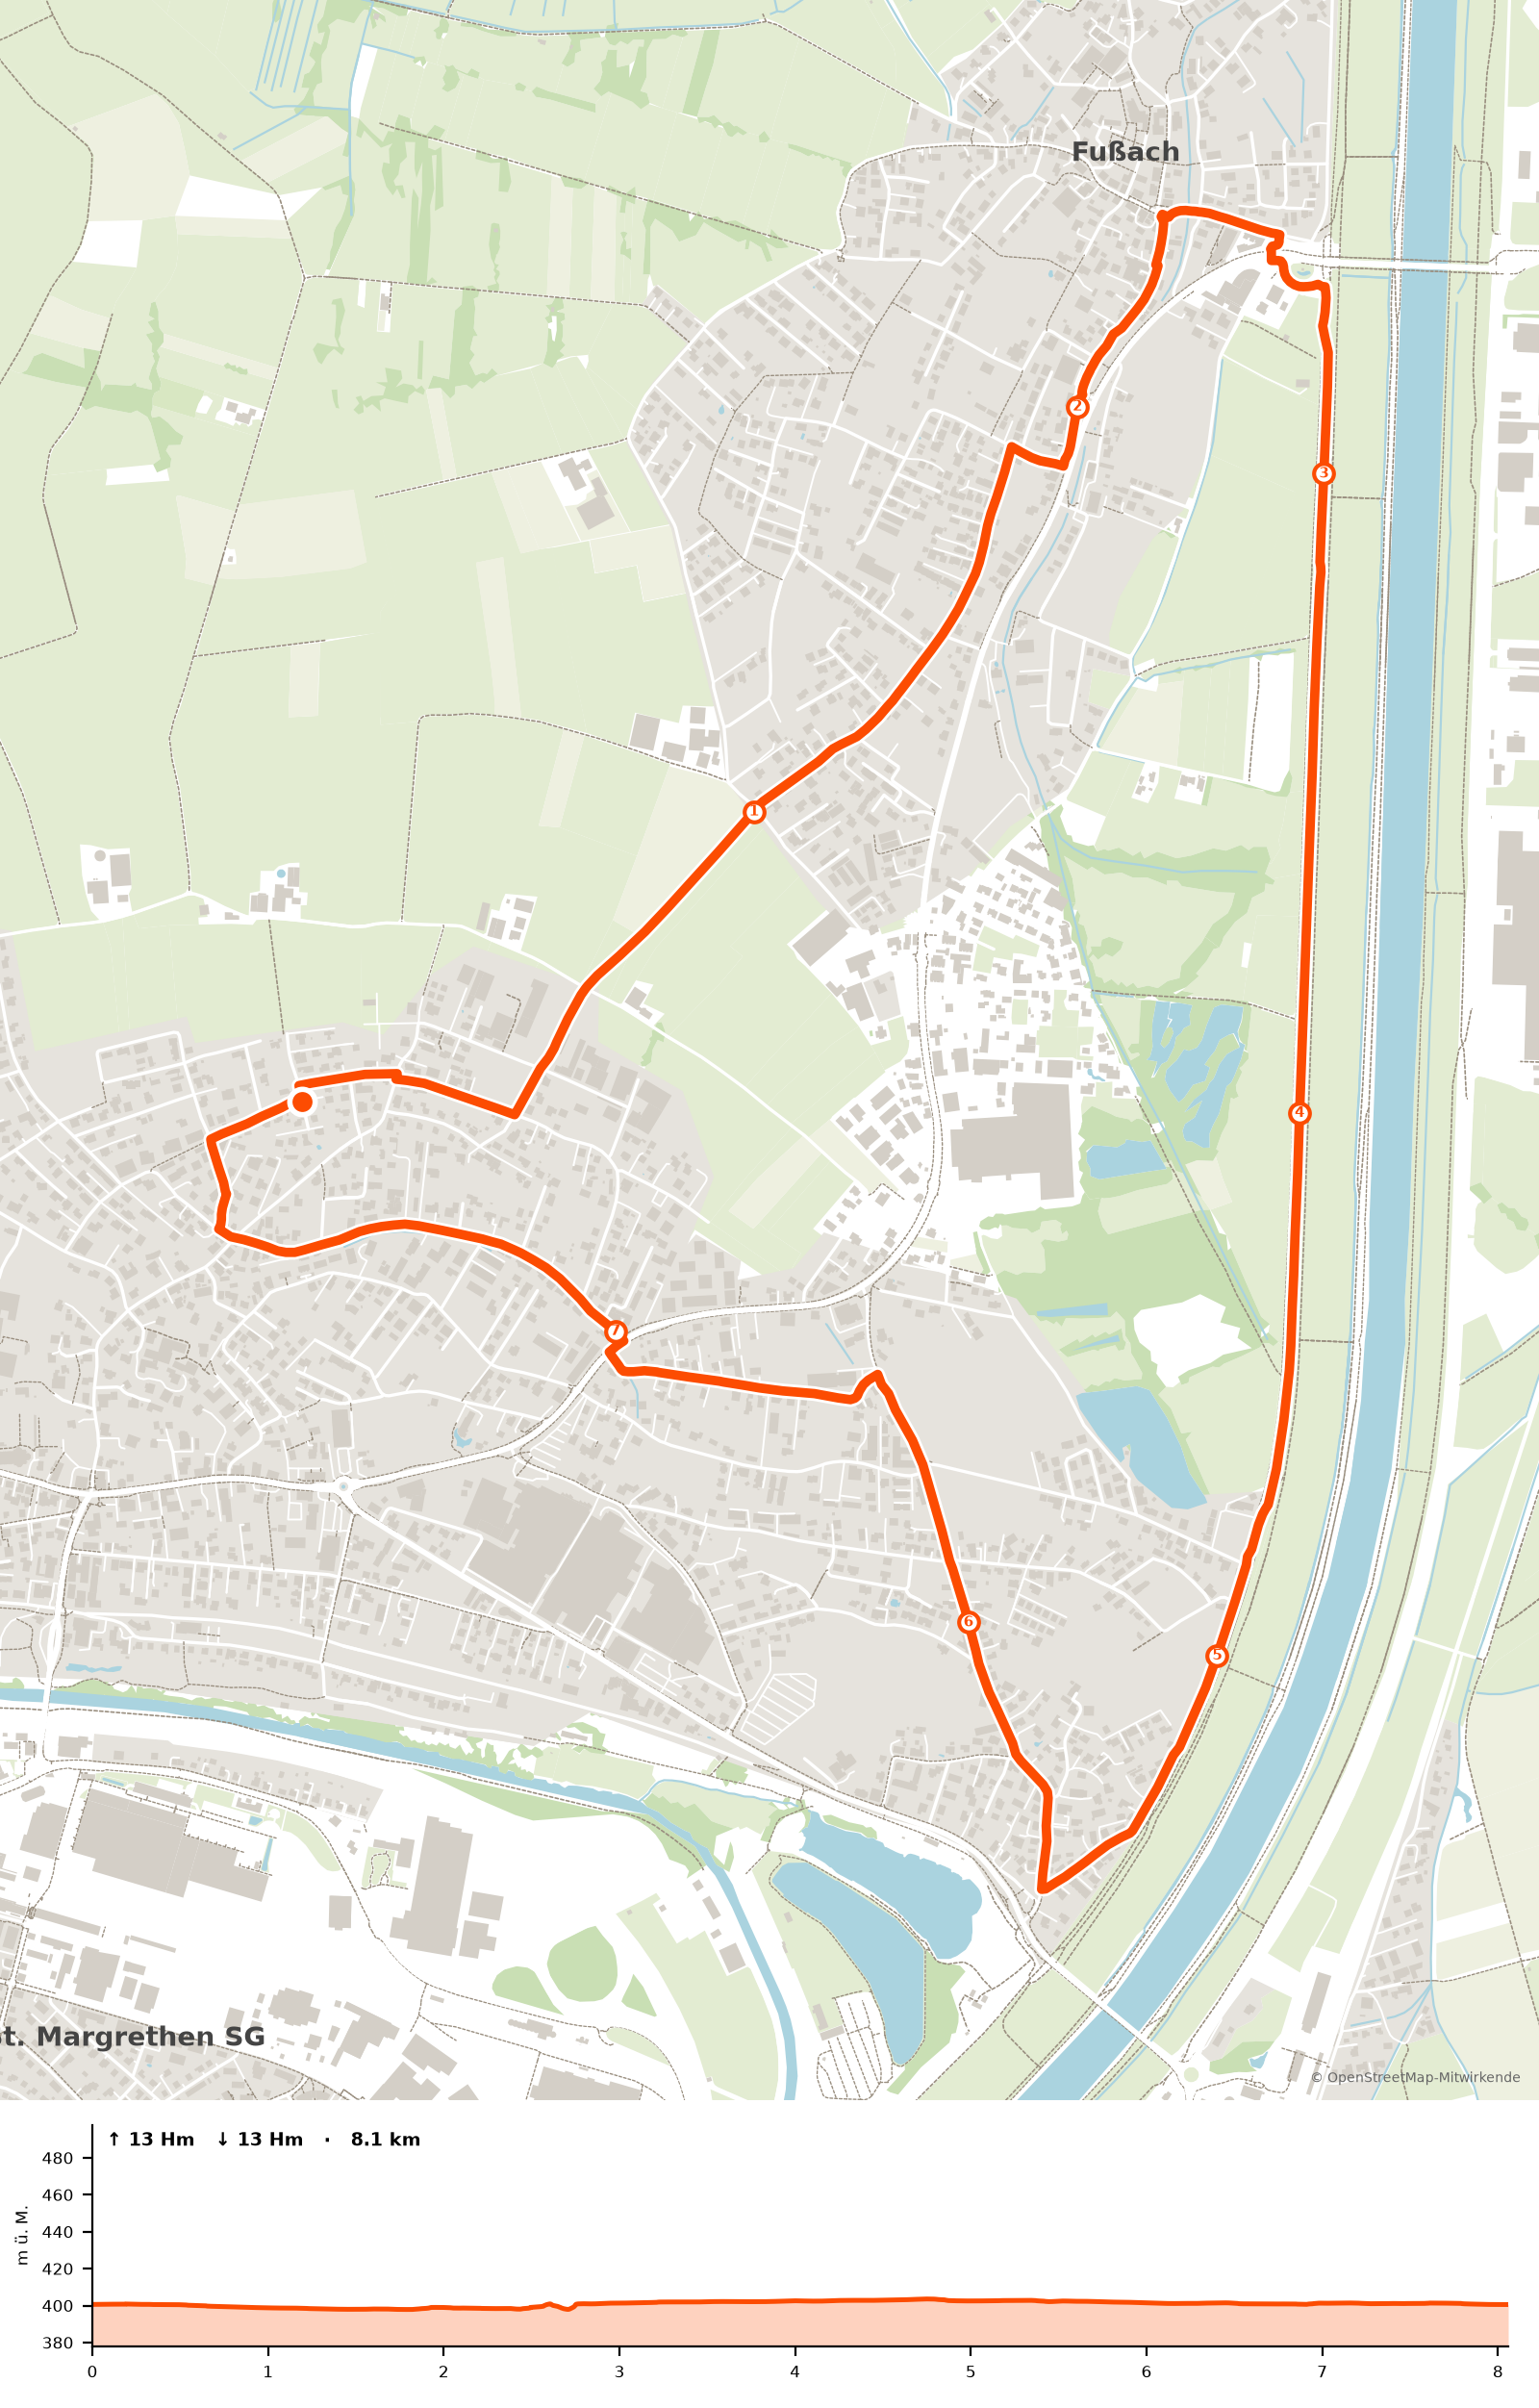 Fußach
2
3
1
4
7
6
5
t. Margrethen SG
© OpenStreetMap-Mitwirkende
↑ 13 Hm ↓ 13 Hm · 8.1 km
m ü. M.
480
460
440
420
400
380
0 1 2 3 4 5 6 7 8